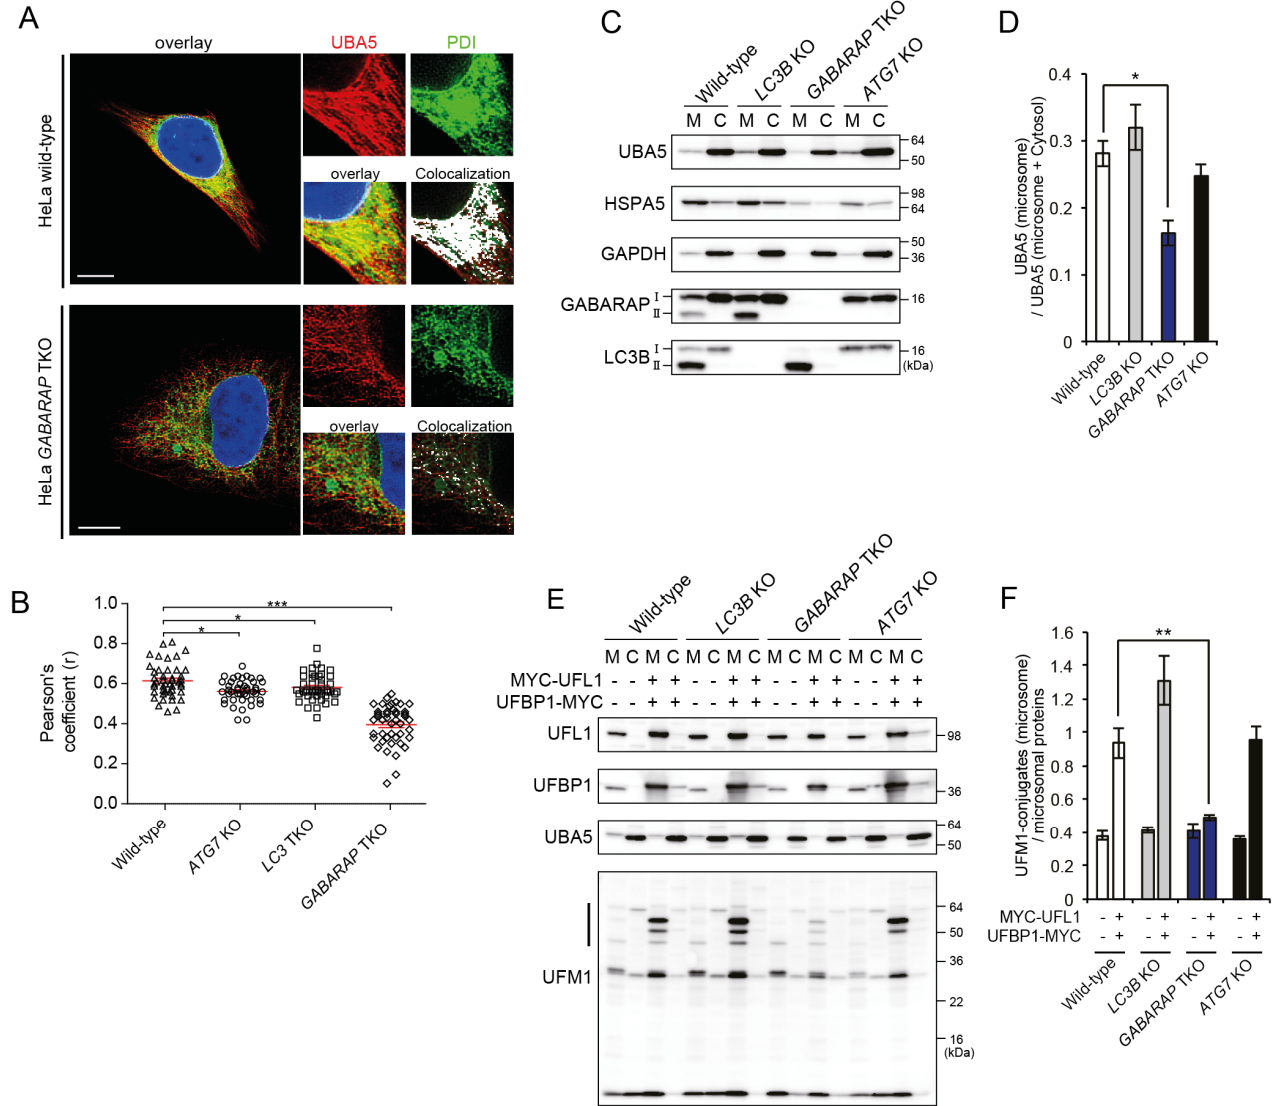 A
overlay
UBA5
PDI
HeLa wild-type
overlay
Colocalization
HeLa GABARAP TKO
overlay
Colocalization
B
Pearson's
coefficient (r)
1.0
0.8
0.6
0.4
0.2
0.0
***
*
*
Wild-type
ATG7 KO
LC3 TKO
GABARAP TKO
C
Wild-type
LC3B KO
GABARAP TKO
ATG7 KO
M C M C M C M C
UBA5
64
50
HSPA5
98
64
GAPDH
50
36
GABARAP
I
II
16
LC3B
I
II
16
(kDa)
D
UBA5 (microsome)
/ UBA5 (microsome + Cytosol)
0.4
0.3
0.2
0.1
0
*
Wild-type
LC3B KO
GABARAP TKO
ATG7 KO
E
Wild-type
LC3B KO
GABARAP TKO
ATG7 KO
M C M C M C M C M C M C M C M C
MYC-UFL1 - - + + - - + + - - + + - - + +
UFBP1-MYC - - + + - - + + - - + + - - + +
UFL1
98
UFBP1
36
UBA5
64
50
UFM1
64
50
36
22
16
(kDa)
F
UFM1-conjugates (microsome)
/ microsomal proteins
1.6
1.4
1.2
1
0.8
0.6
0.4
0.2
0
**
MYC-UFL1 - + - + - + - +
UFBP1-MYC - + - + - + - +
Wild-type
LC3B KO
GABARAP TKO
ATG7 KO